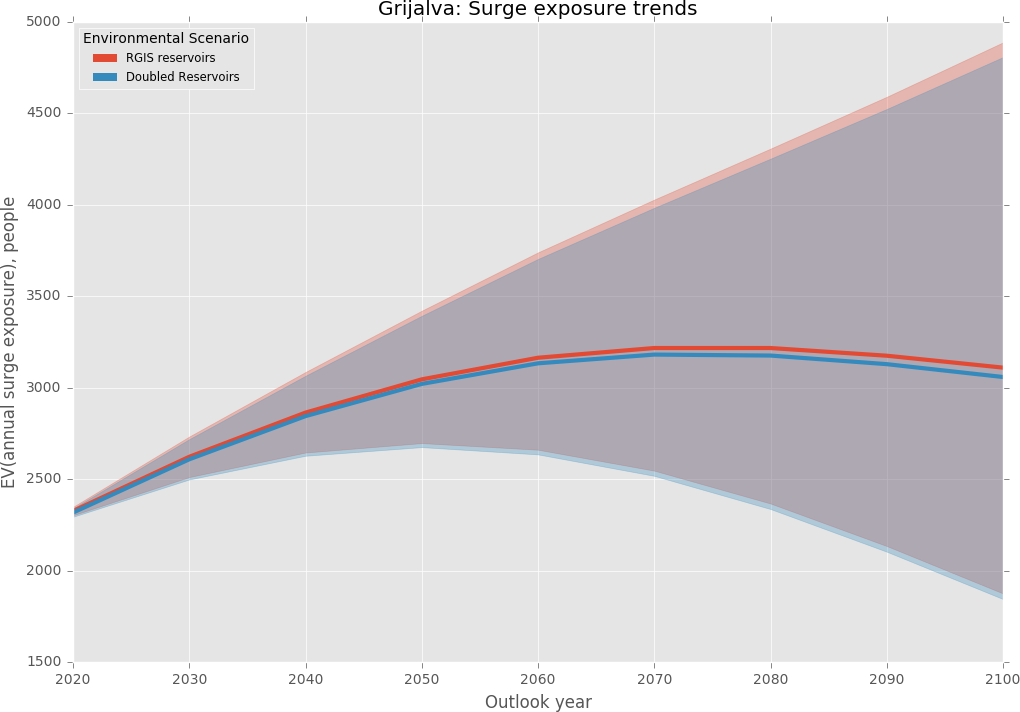 Grijalva: Surge exposure trends
Environmental Scenario
RGIS reservoirs
Doubled Reservoirs
EV(annual surge exposure), people
5000
4500
4000
3500
3000
2500
2000
1500
2020 2030 2040 2050 2060 2070 2080 2090 2100
Outlook year